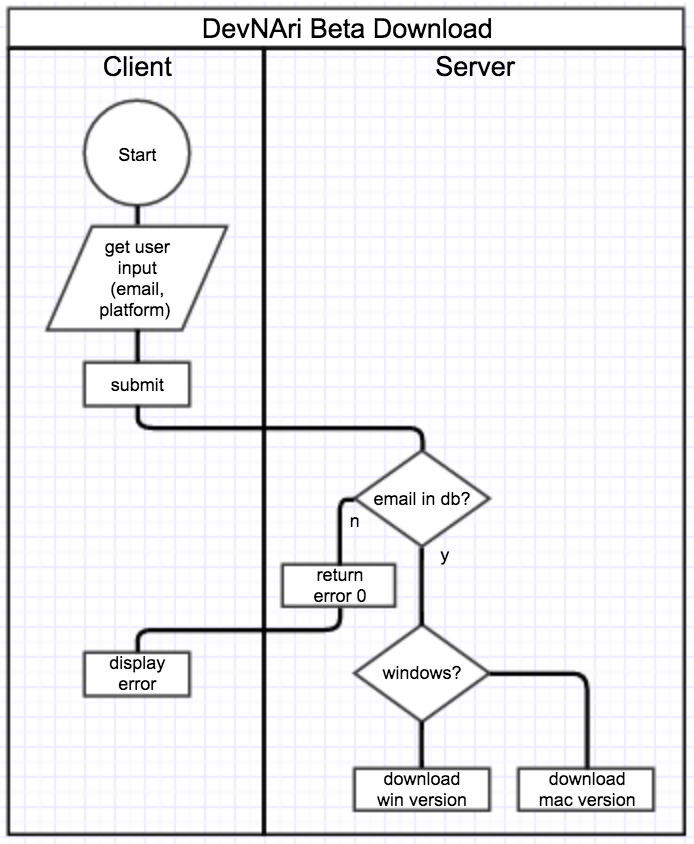 DevNAri Beta Download
Client
Server
Start
get user
input
(email,
platform)
submit
email in db?
n
y
return
error 0
display
error
windows?
download
win version
download
mac version